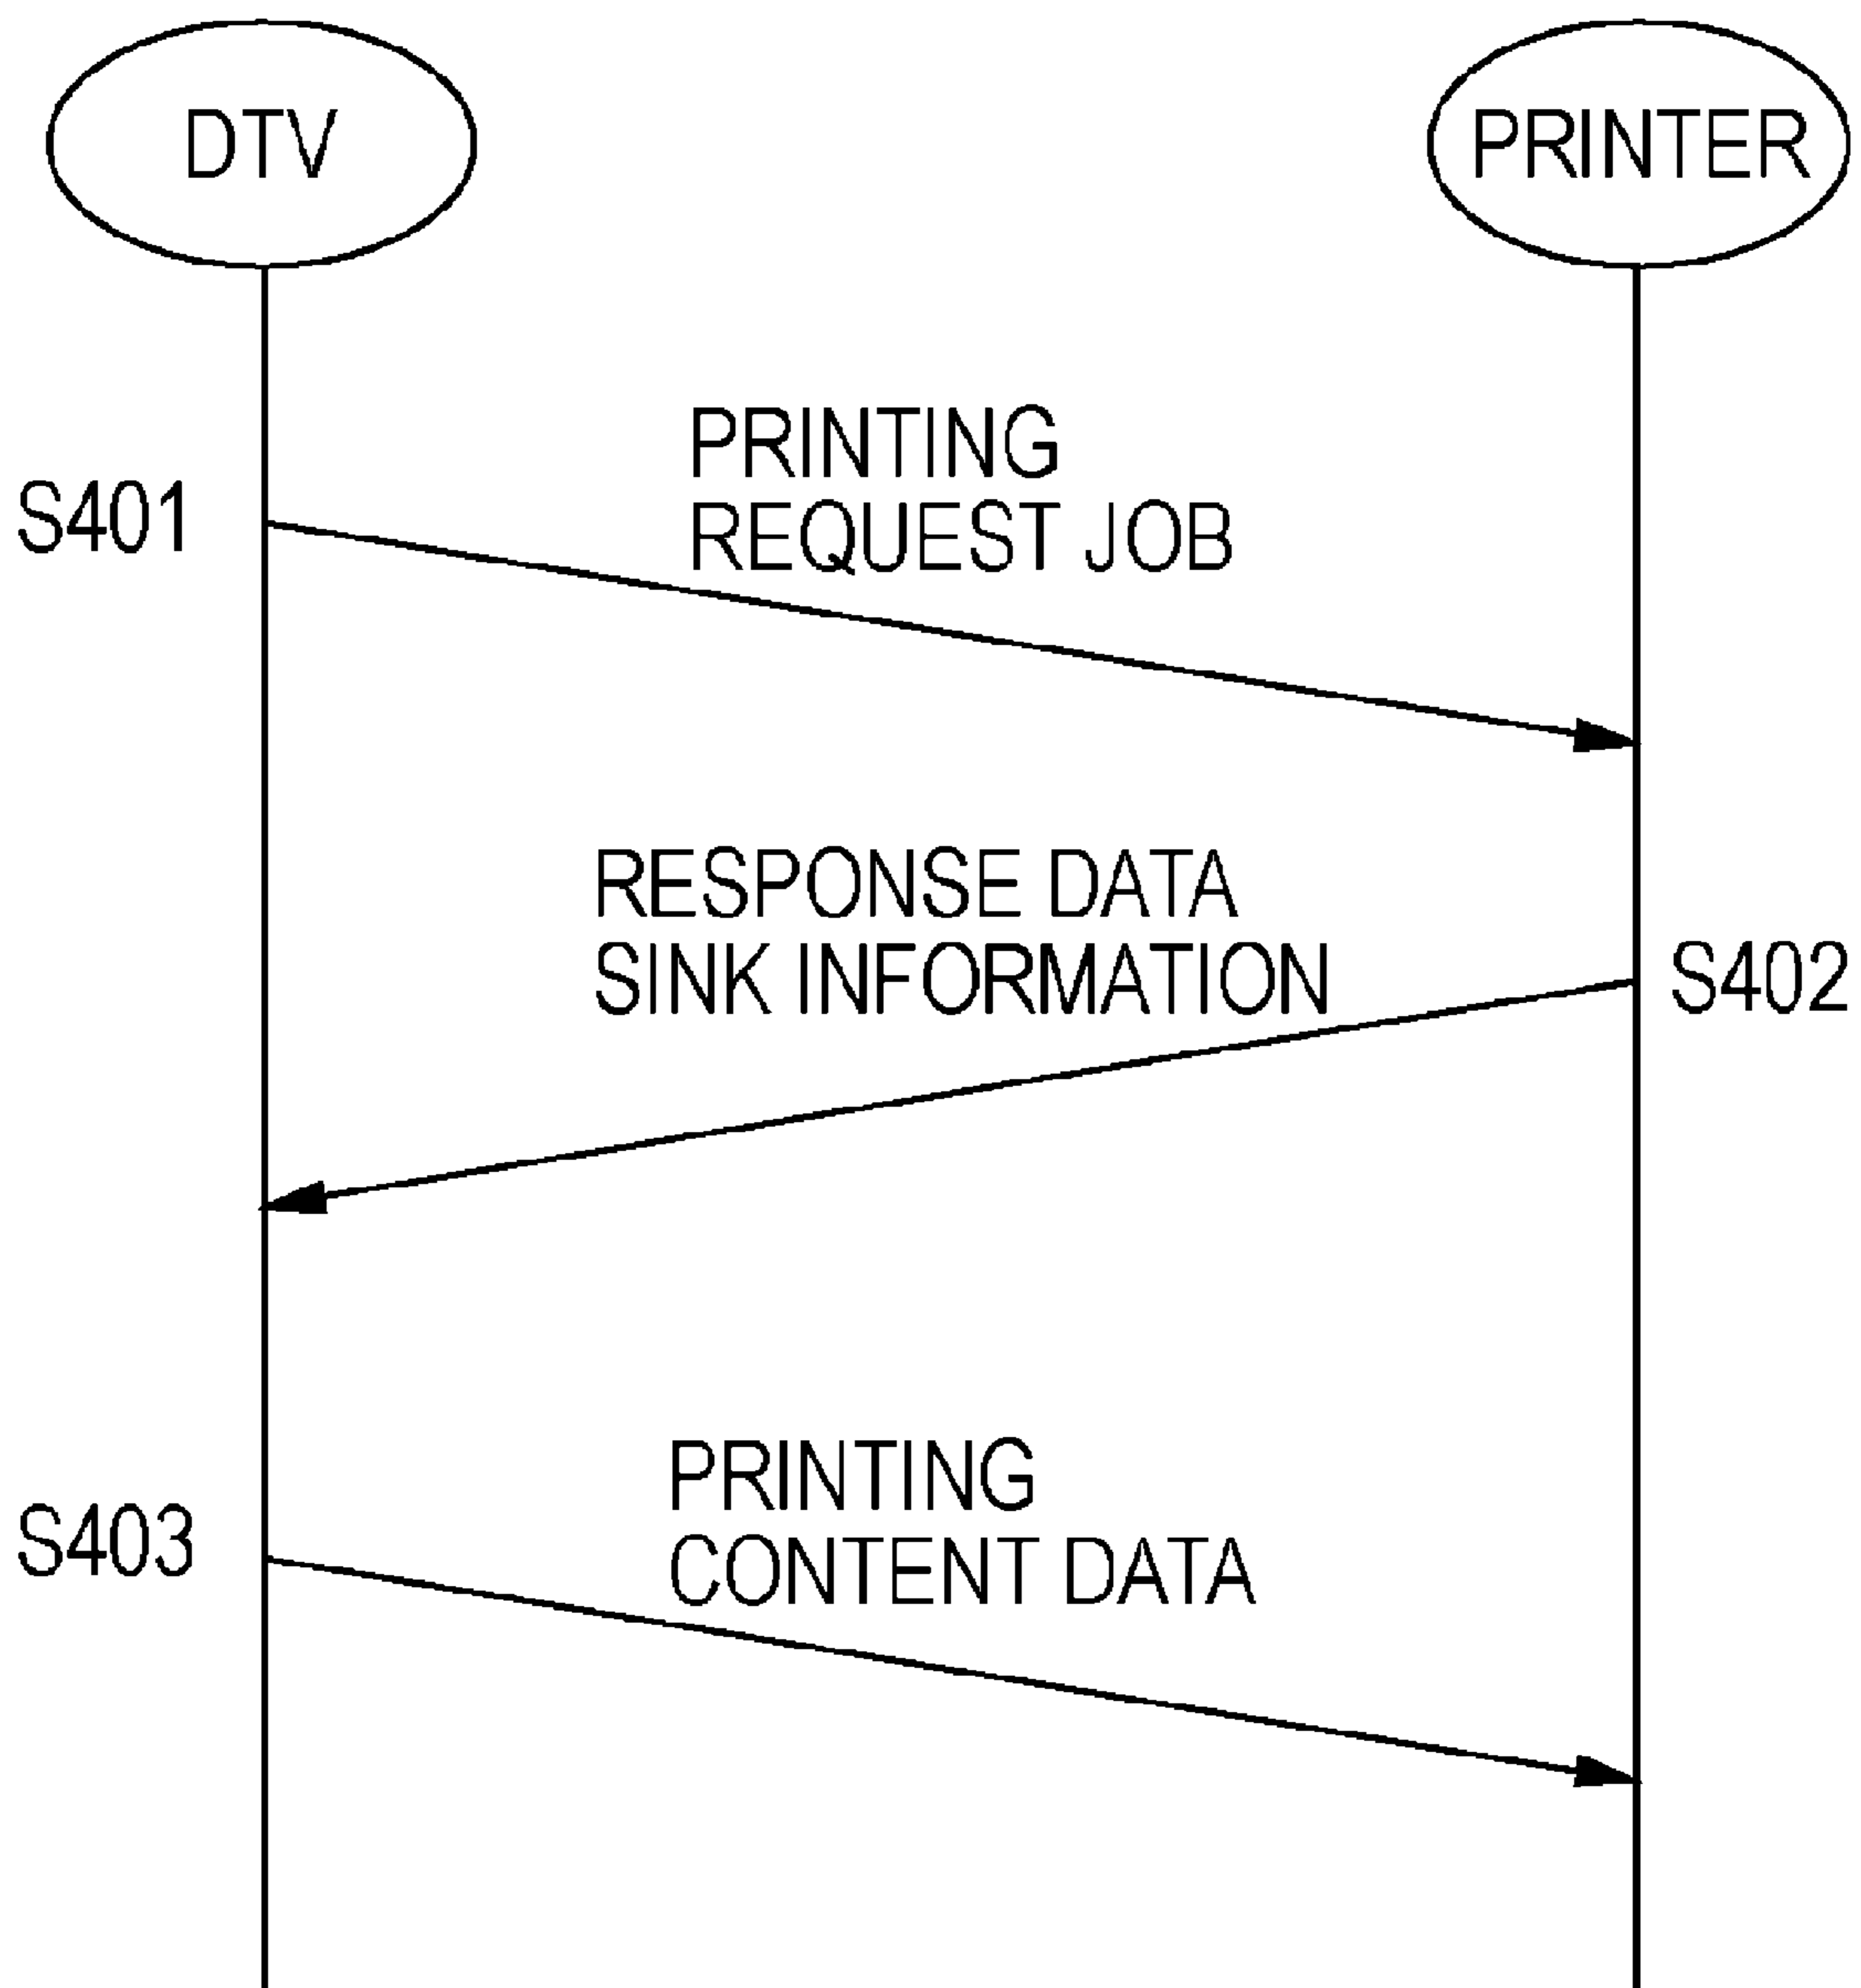 DTV
PRINTER
PRINTING
REQUEST JOB
S401
RESPONSE DATA
SINK INFORMATION
S402
PRINTING
CONTENT DATA
S403